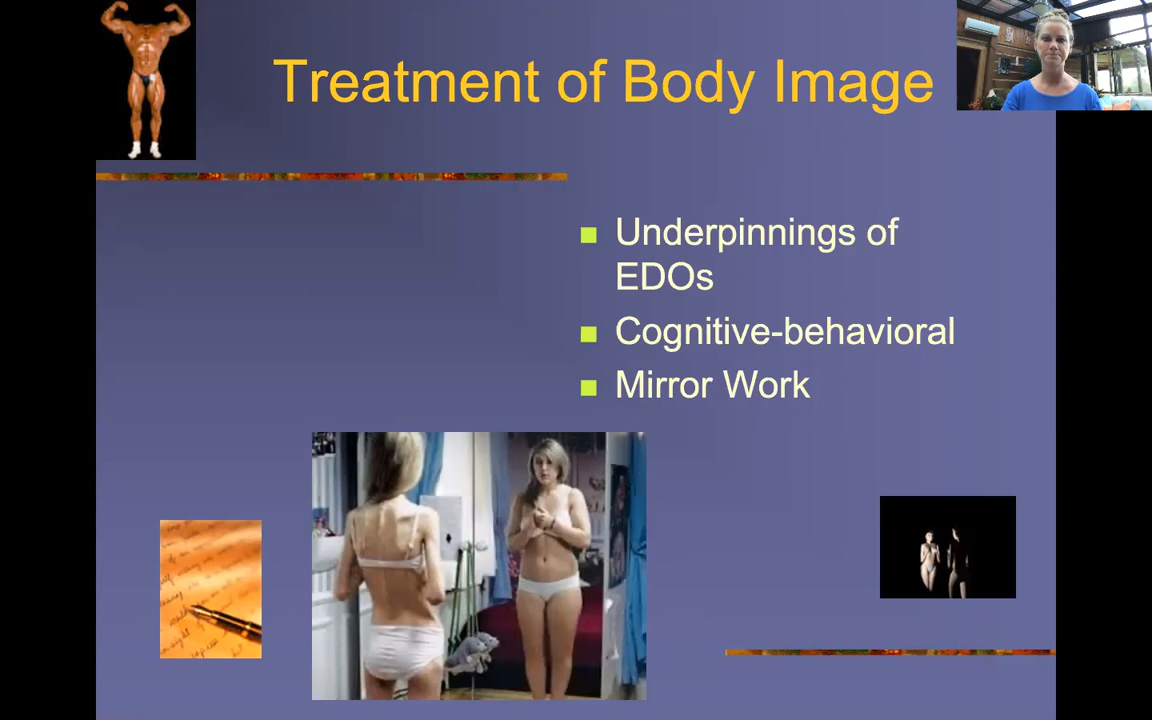 Treatment of Body Image
Underpinnings of
EDOs
Cognitive-behavioral
Mirror Work